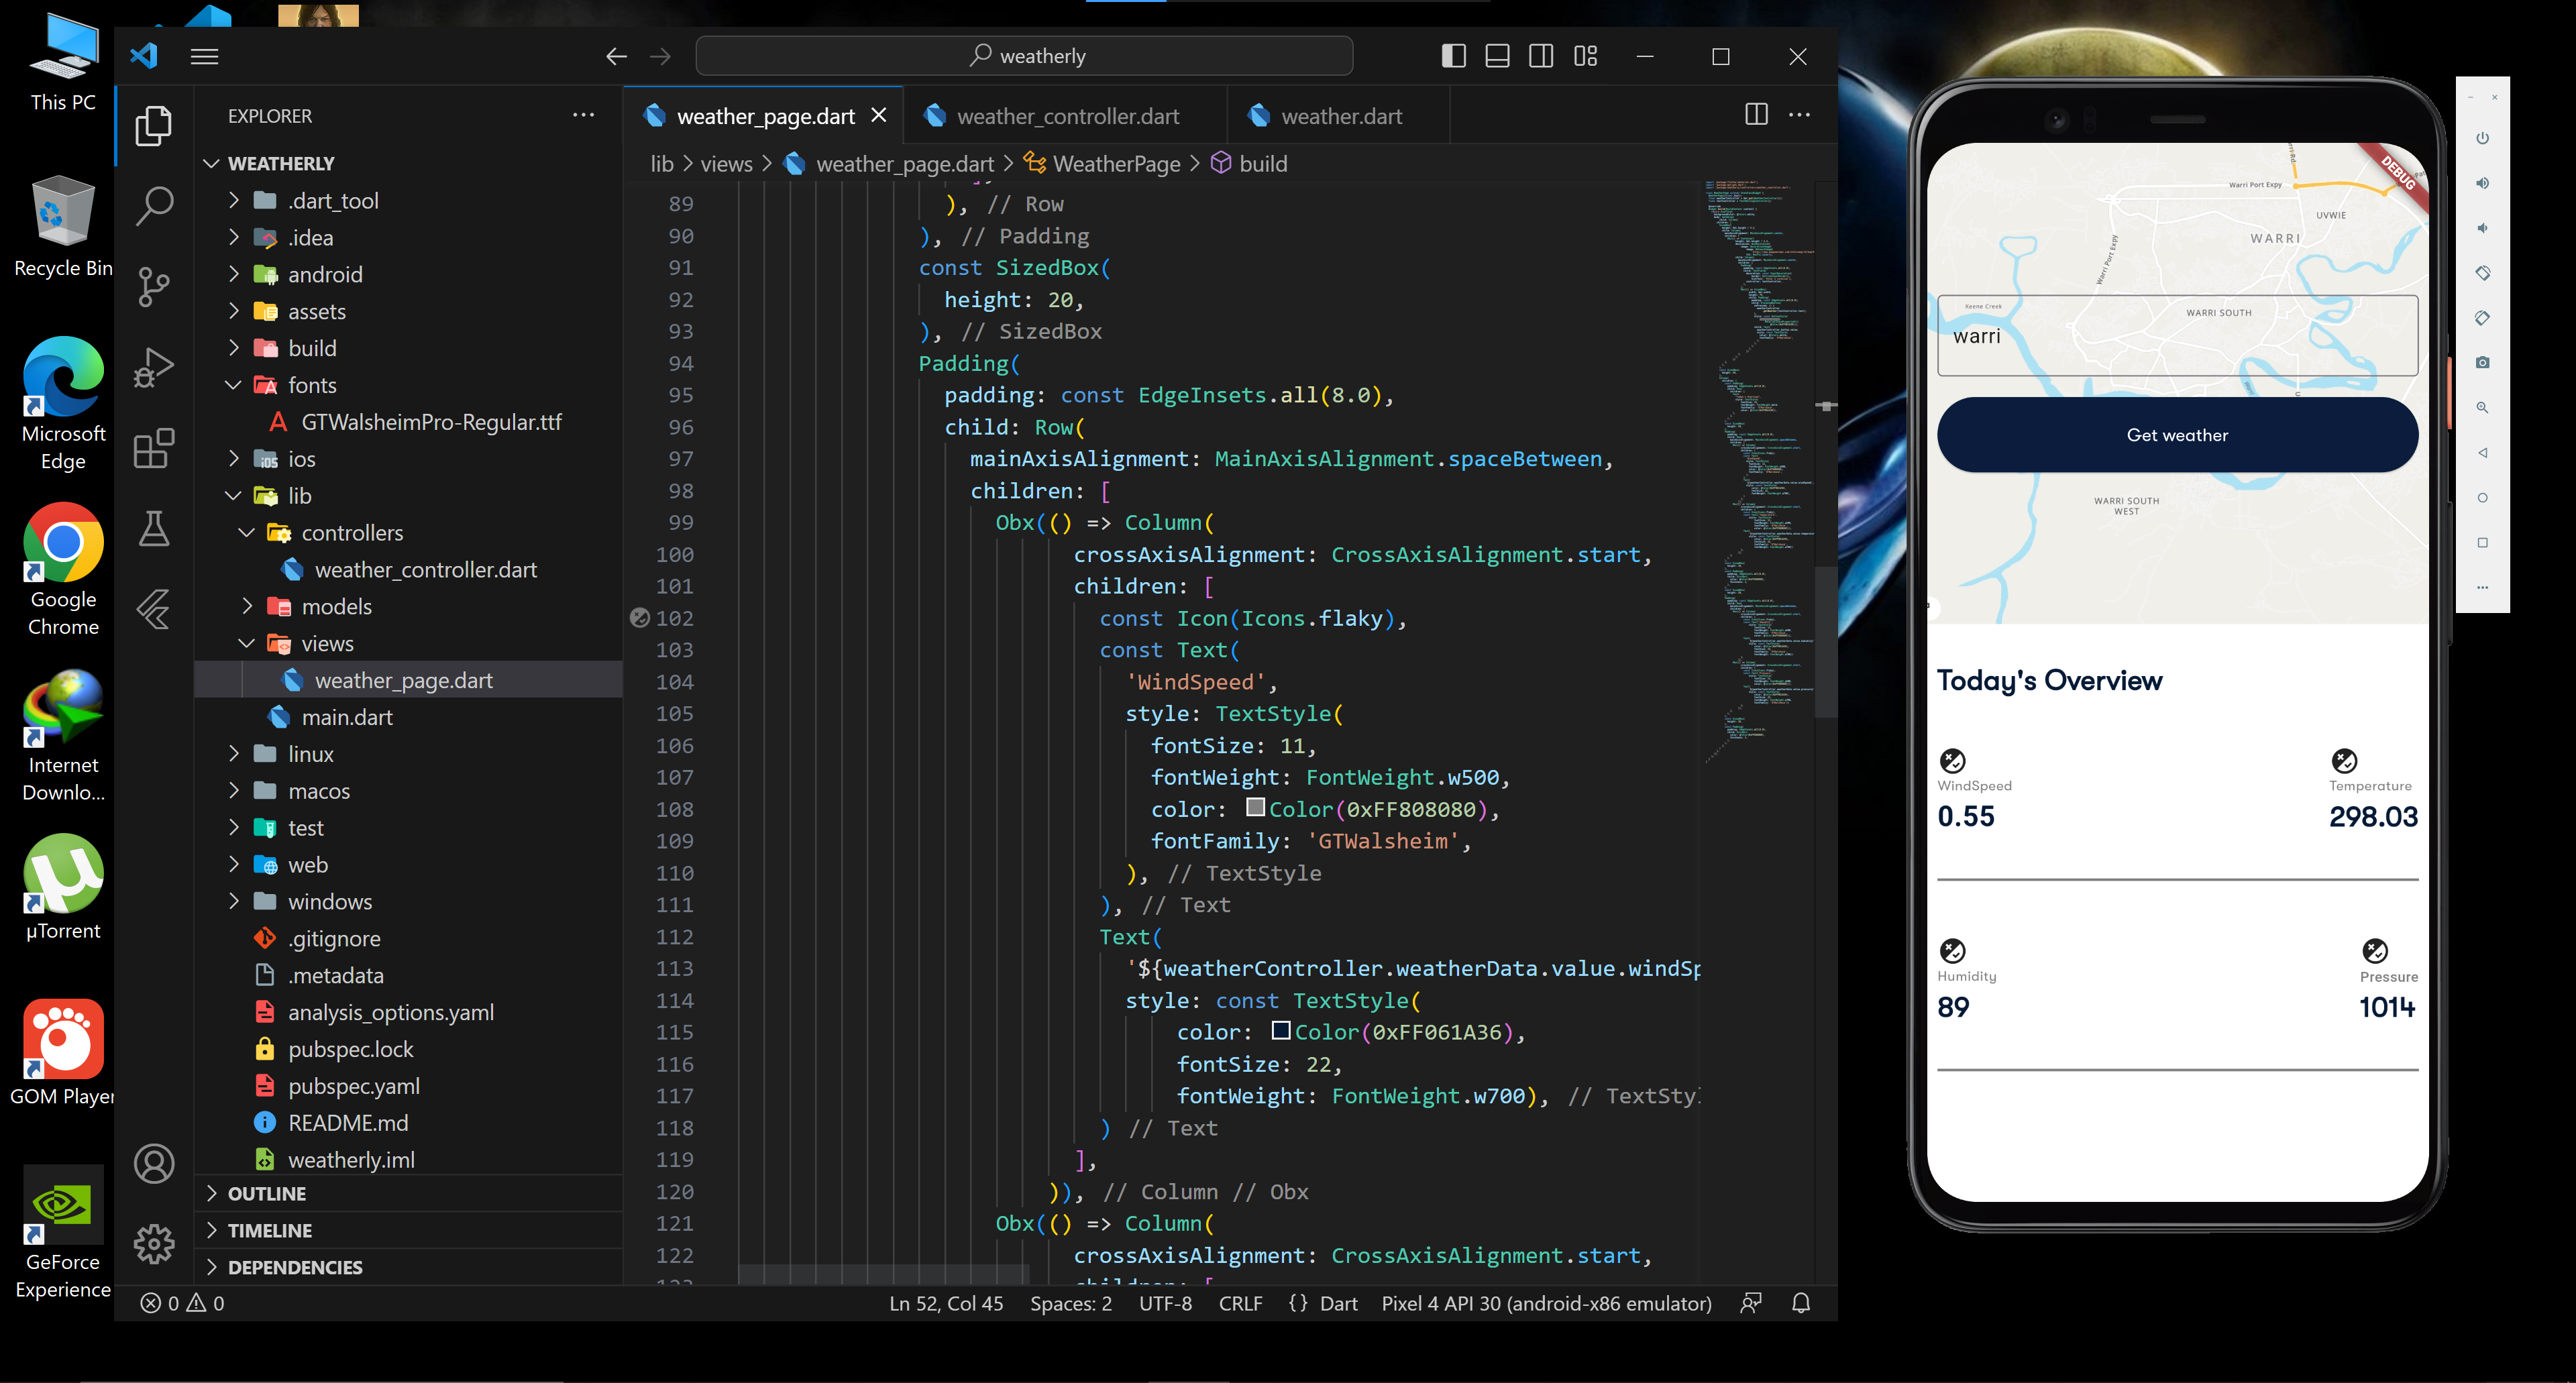 This PC
Recycle Bin
Microsoft
Edge
Google
Chrome
Internet
Downlo...
µTorrent
GOM Player
GeForce
Experience
weatherly
EXPLORER
WEATHERLY
.dart_tool
.idea
android
assets
build
fonts
GTWalsheimPro-Regular.ttf
ios
lib
controllers
weather_controller.dart
models
views
weather_page.dart
main.dart
linux
macos
test
web
windows
.gitignore
.metadata
analysis_options.yaml
pubspec.lock
pubspec.yaml
README.md
weatherly.iml
OUTLINE
TIMELINE
DEPENDENCIES
weather_page.dart
weather_controller.dart
weather.dart
lib > views > weather_page.dart > WeatherPage > build
89 ), // Row
90 ), // Padding
91 const SizedBox(
92 height: 20,
93 ), // SizedBox
94 Padding(
95 padding: const EdgeInsets.all(8.0),
96 child: Row(
97 mainAxisAlignment: MainAxisAlignment.spaceBetween,
98 children: [
99 Obx(() => Column(
100 crossAxisAlignment: CrossAxisAlignment.start,
101 children: [
102 const Icon(Icons.flaky),
103 const Text(
104 'WindSpeed',
105 style: TextStyle(
106 fontSize: 11,
107 fontWeight: FontWeight.w500,
108 color: Color(0xFF808080),
109 fontFamily: 'GTWalsheim',
110 ), // TextStyle
111 ), // Text
112 Text(
113 '${weatherController.weatherData.value.windSp
114 style: const TextStyle(
115 color: Color(0xFF061A36),
116 fontSize: 22,
117 fontWeight: FontWeight.w700), // TextSty
118 ) // Text
119 ],
120 )), // Column // Obx
121 Obx(() => Column(
122 crossAxisAlignment: CrossAxisAlignment.start,
123 children: [
0 0
Ln 52, Col 45
Spaces: 2
UTF-8
CRLF
{} Dart
Pixel 4 API 30 (android-x86 emulator)
DEBUG
Warri Port Expy
UVWIE
WARRI
Warri Port Expy
Keene Creek
WARRI SOUTH
warri
Get weather
WARRI SOUTH
WEST
Today's Overview
WindSpeed
0.55
Temperature
298.03
Humidity
89
Pressure
1014